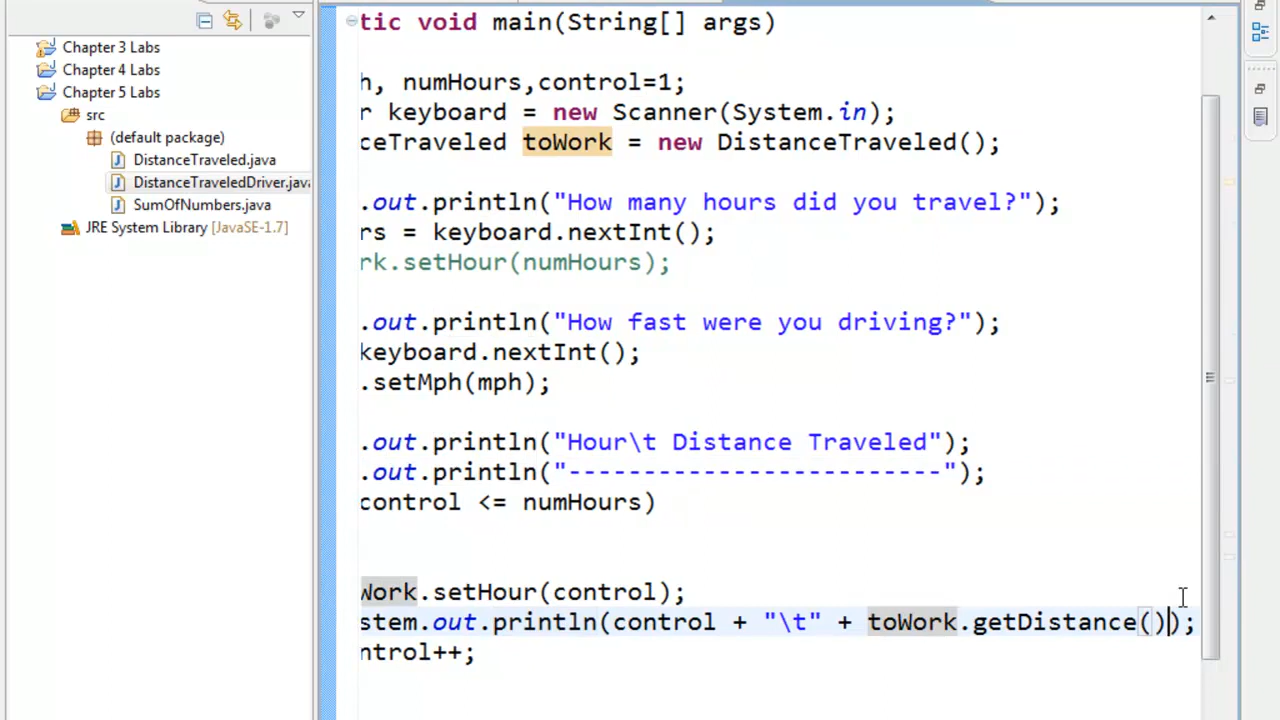 Chapter 3 Labs
Chapter 4 Labs
Chapter 5 Labs
src
(default package)
DistanceTraveled.java
DistanceTraveledDriver.java
SumOfNumbers.java
JRE System Library [JavaSE-1.7]
tic void main(String[] args)
h, numHours,control=1;
r keyboard = new Scanner(System.in);
ceTraveled toWork = new DistanceTraveled();
.out.println("How many hours did you travel?");
rs = keyboard.nextInt();
rk.setHour(numHours);
.out.println("How fast were you driving?");
keyboard.nextInt();
.setMph(mph);
.out.println("Hour\t Distance Traveled");
.out.println("-------------------------");
control <= numHours)
Work.setHour(control);
stem.out.println(control + "\t" + toWork.getDistance());
ntrol++;